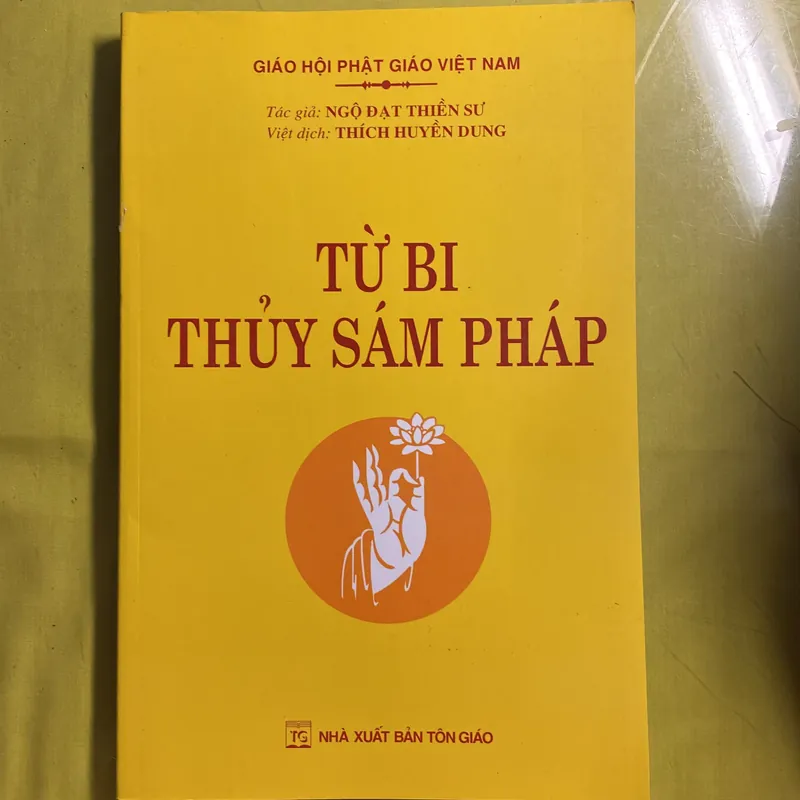 GIÁO HỘI PHẬT GIÁO VIỆT NAM
Tác giả: NGỘ ĐẠT THIỀN SƯ
Việt dịch: THÍCH HUYỀN DUNG
TỪ BI
THỦY SÁM PHÁP
TG NHÀ XUẤT BẢN TÔN GIÁO